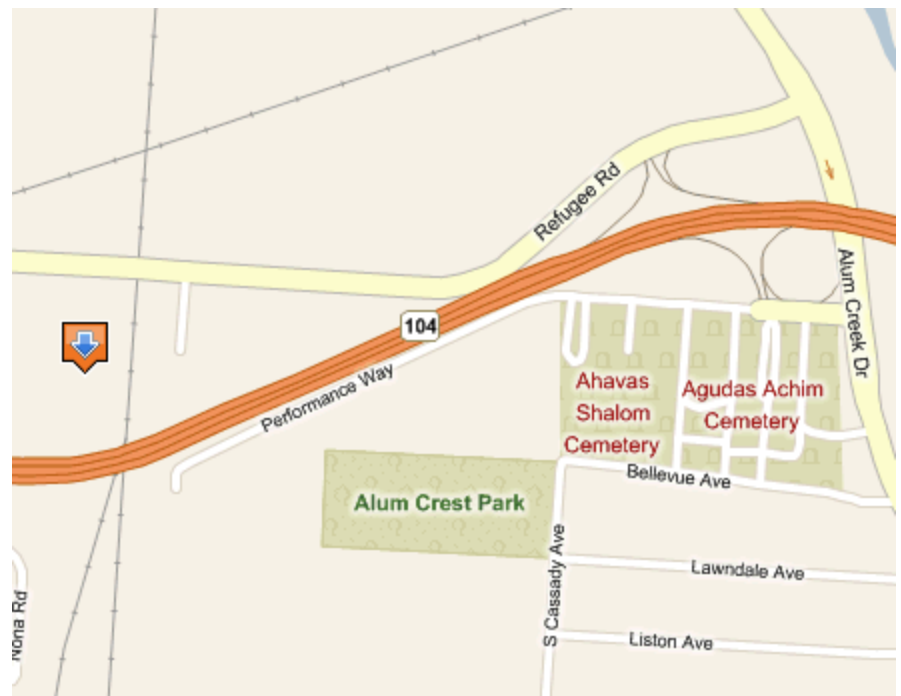 Refugee Rd
Alum Creek Dr
104
Performance Way
Ahavas
Shalom
Cemetery
Agudas Achim
Cemetery
Bellevue Ave
Alum Crest Park
S Cassady Ave
Lawndale Ave
Nona Rd
Liston Ave